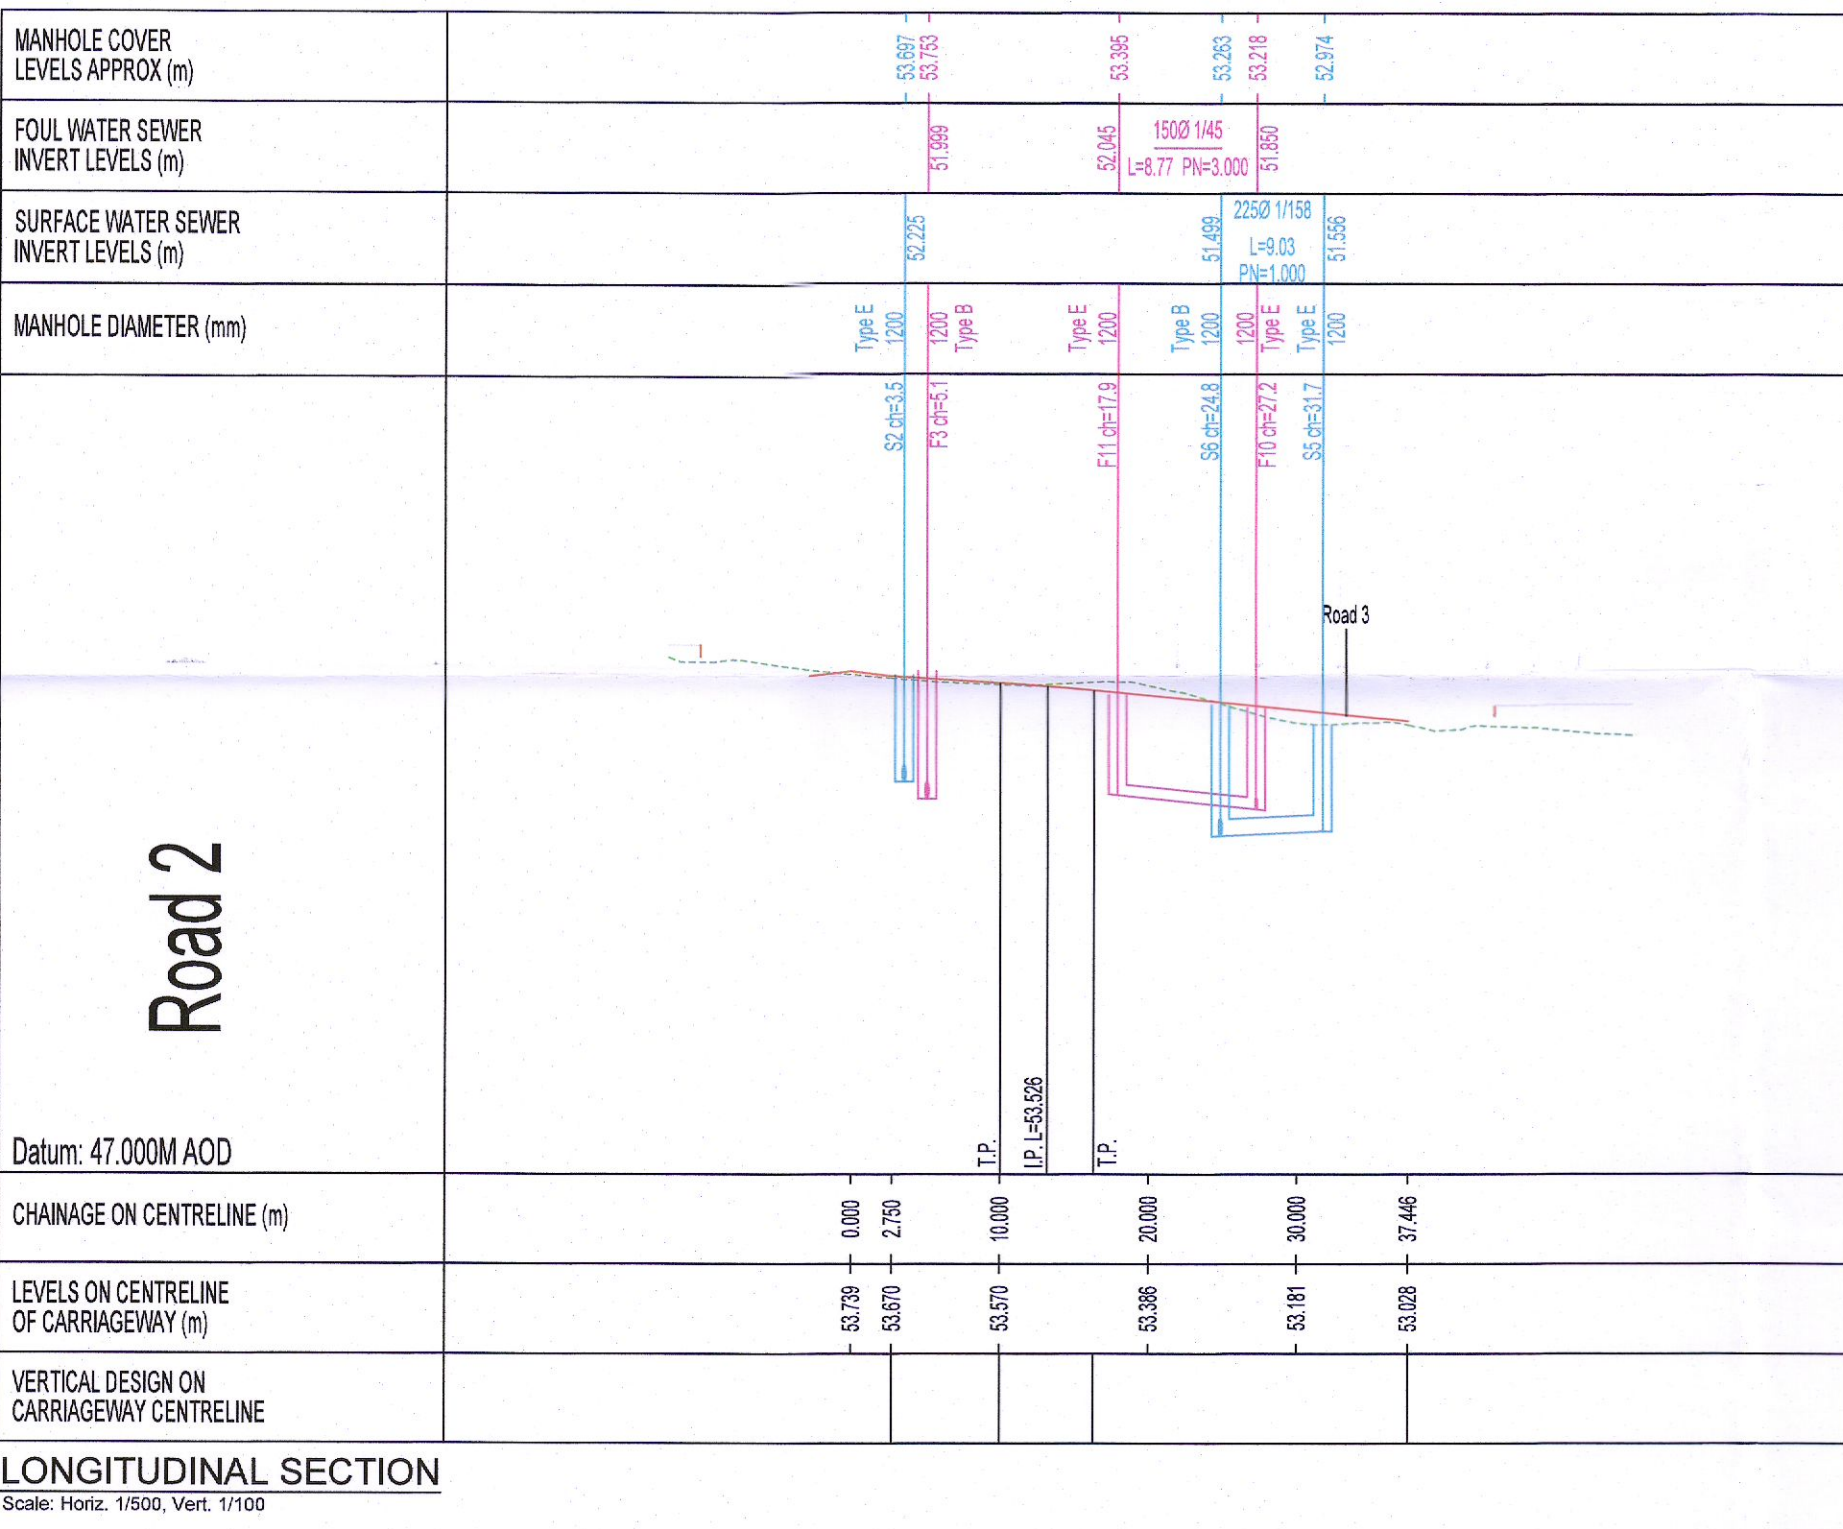 MANHOLE COVER
LEVELS APPROX (m)
53.697
53.753
53.395
53.263
53.218
52.974
FOUL WATER SEWER
INVERT LEVELS (m)
51.999
52.045
150Ø 1/45
L=8.77 PN=3.000
51.850
SURFACE WATER SEWER
INVERT LEVELS (m)
52.225
51.499
225Ø 1/158
L=9.03
PN=1.000
51.556
MANHOLE DIAMETER (mm)
Type E
1200
1200
Type B
Type E
1200
Type B
1200
1200
Type E
Type E
1200
S2 ch=3.5
F3 ch=5.1
F11 ch=17.9
S6 ch=24.8
F10 ch=27.2
S5 ch=31.7
Road 3
Road 2
T.P.
I.P. L=53.526
T.P.
Datum: 47.000M AOD
CHAINAGE ON CENTRELINE (m)
0.000
2.750
10.000
20.000
30.000
37.446
LEVELS ON CENTRELINE
OF CARRIAGEWAY (m)
53.739
53.670
53.570
53.386
53.181
53.028
VERTICAL DESIGN ON
CARRIAGEWAY CENTRELINE
LONGITUDINAL SECTION
Scale: Horiz. 1/500, Vert. 1/100